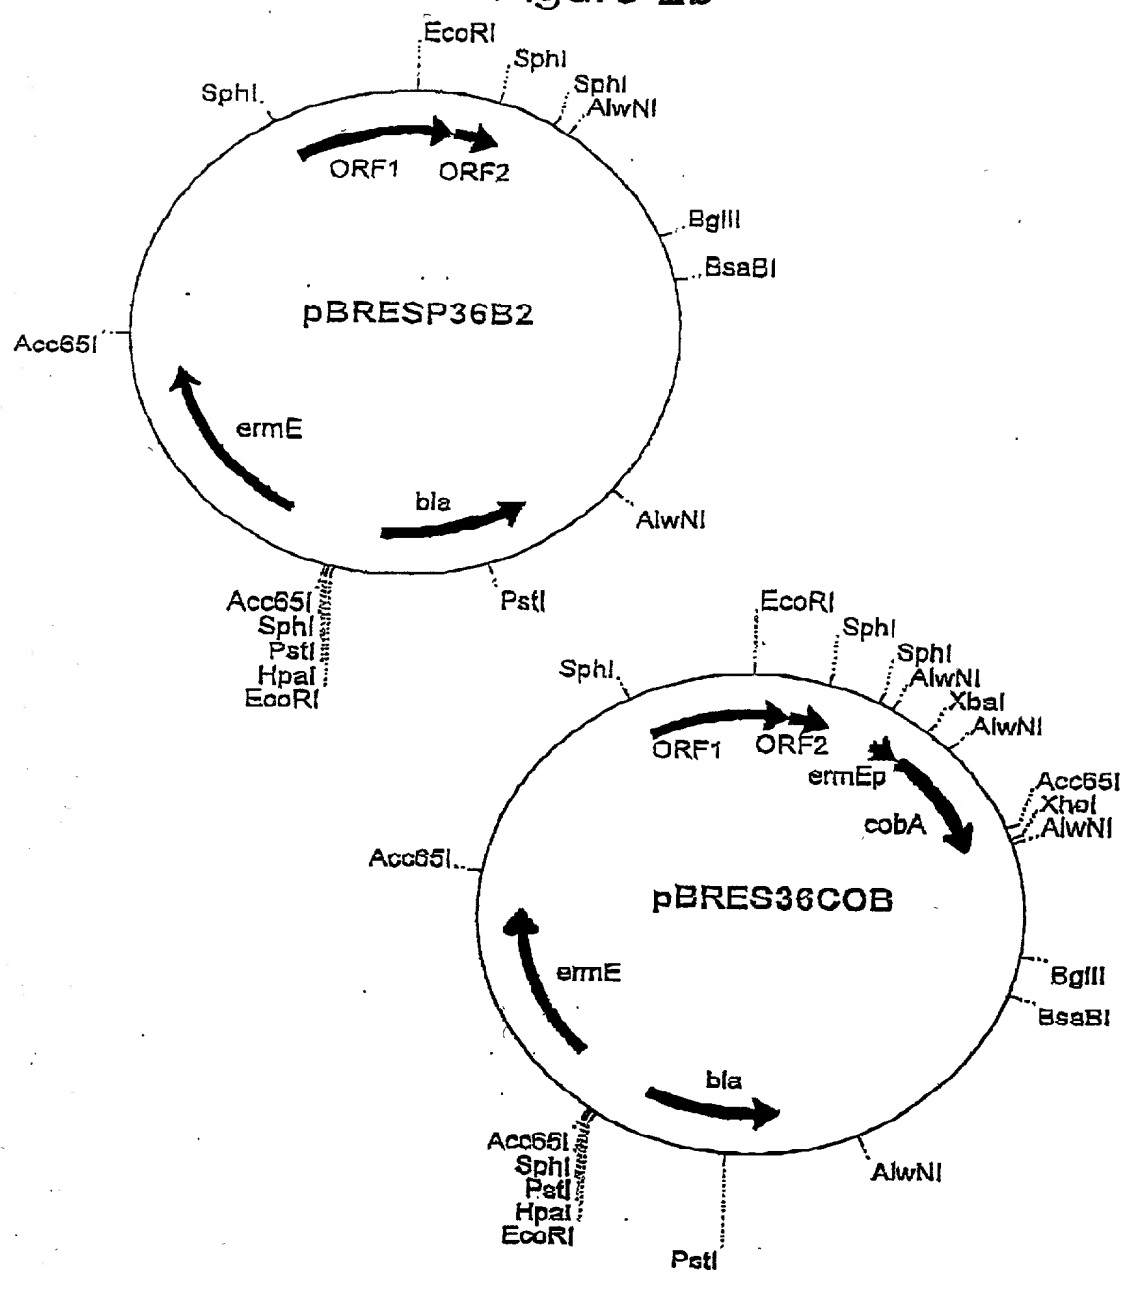 EcoRI
SphI
SphI
SphI
AlwNI
ORF1
ORF2
BglII
BsaBI
pBRESP36B2
Acc65I
ermE
bla
AlwNI
Acc65I
SphI
PstI
HpaI
EcoRI
PstI
EcoRI
SphI
SphI
SphI
AlwNI
XbaI
AlwNI
ORF1
ORF2
ermEp
Acc65I
XhoI
AlwNI
cobA
Acc65I
pBRES36COB
ermE
BglII
BsaBI
bla
Acc65I
SphI
PstI
HpaI
EcoRI
AlwNI
PstI